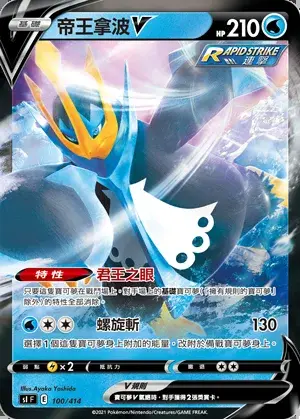 基礎 帝王拿波V HP210
RAPID STRIKE
連擊
特性 君王之眼
只要這隻寶可夢在戰鬥場上,對手場上的基礎寶可夢(「擁有規則的寶可夢」
除外)的特性全部消除。
螺旋斬 130
選擇1個這隻寶可夢身上附加的能量,改附於備戰寶可夢身上。
弱點 ×2 抵抗力 撤退
V規則
寶可夢V氣絕時,對手獲得2張獎賞卡。
Illus.Ayaka Yoshida
sI F E 100/414
©2021 Pokémon/Nintendo/Creatures/GAME FREAK